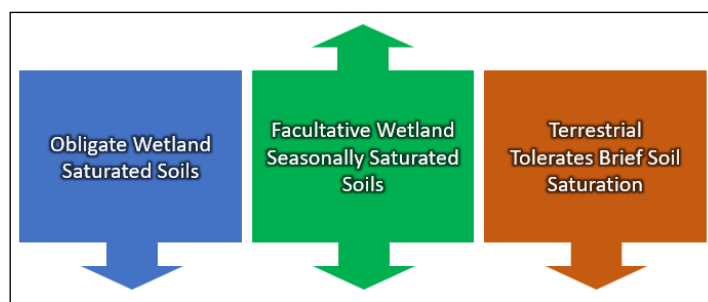 Obligate Wetland
Saturated Soils
Facultative Wetland
Seasonally Saturated
Soils
Terrestrial
Tolerates Brief Soil
Saturation